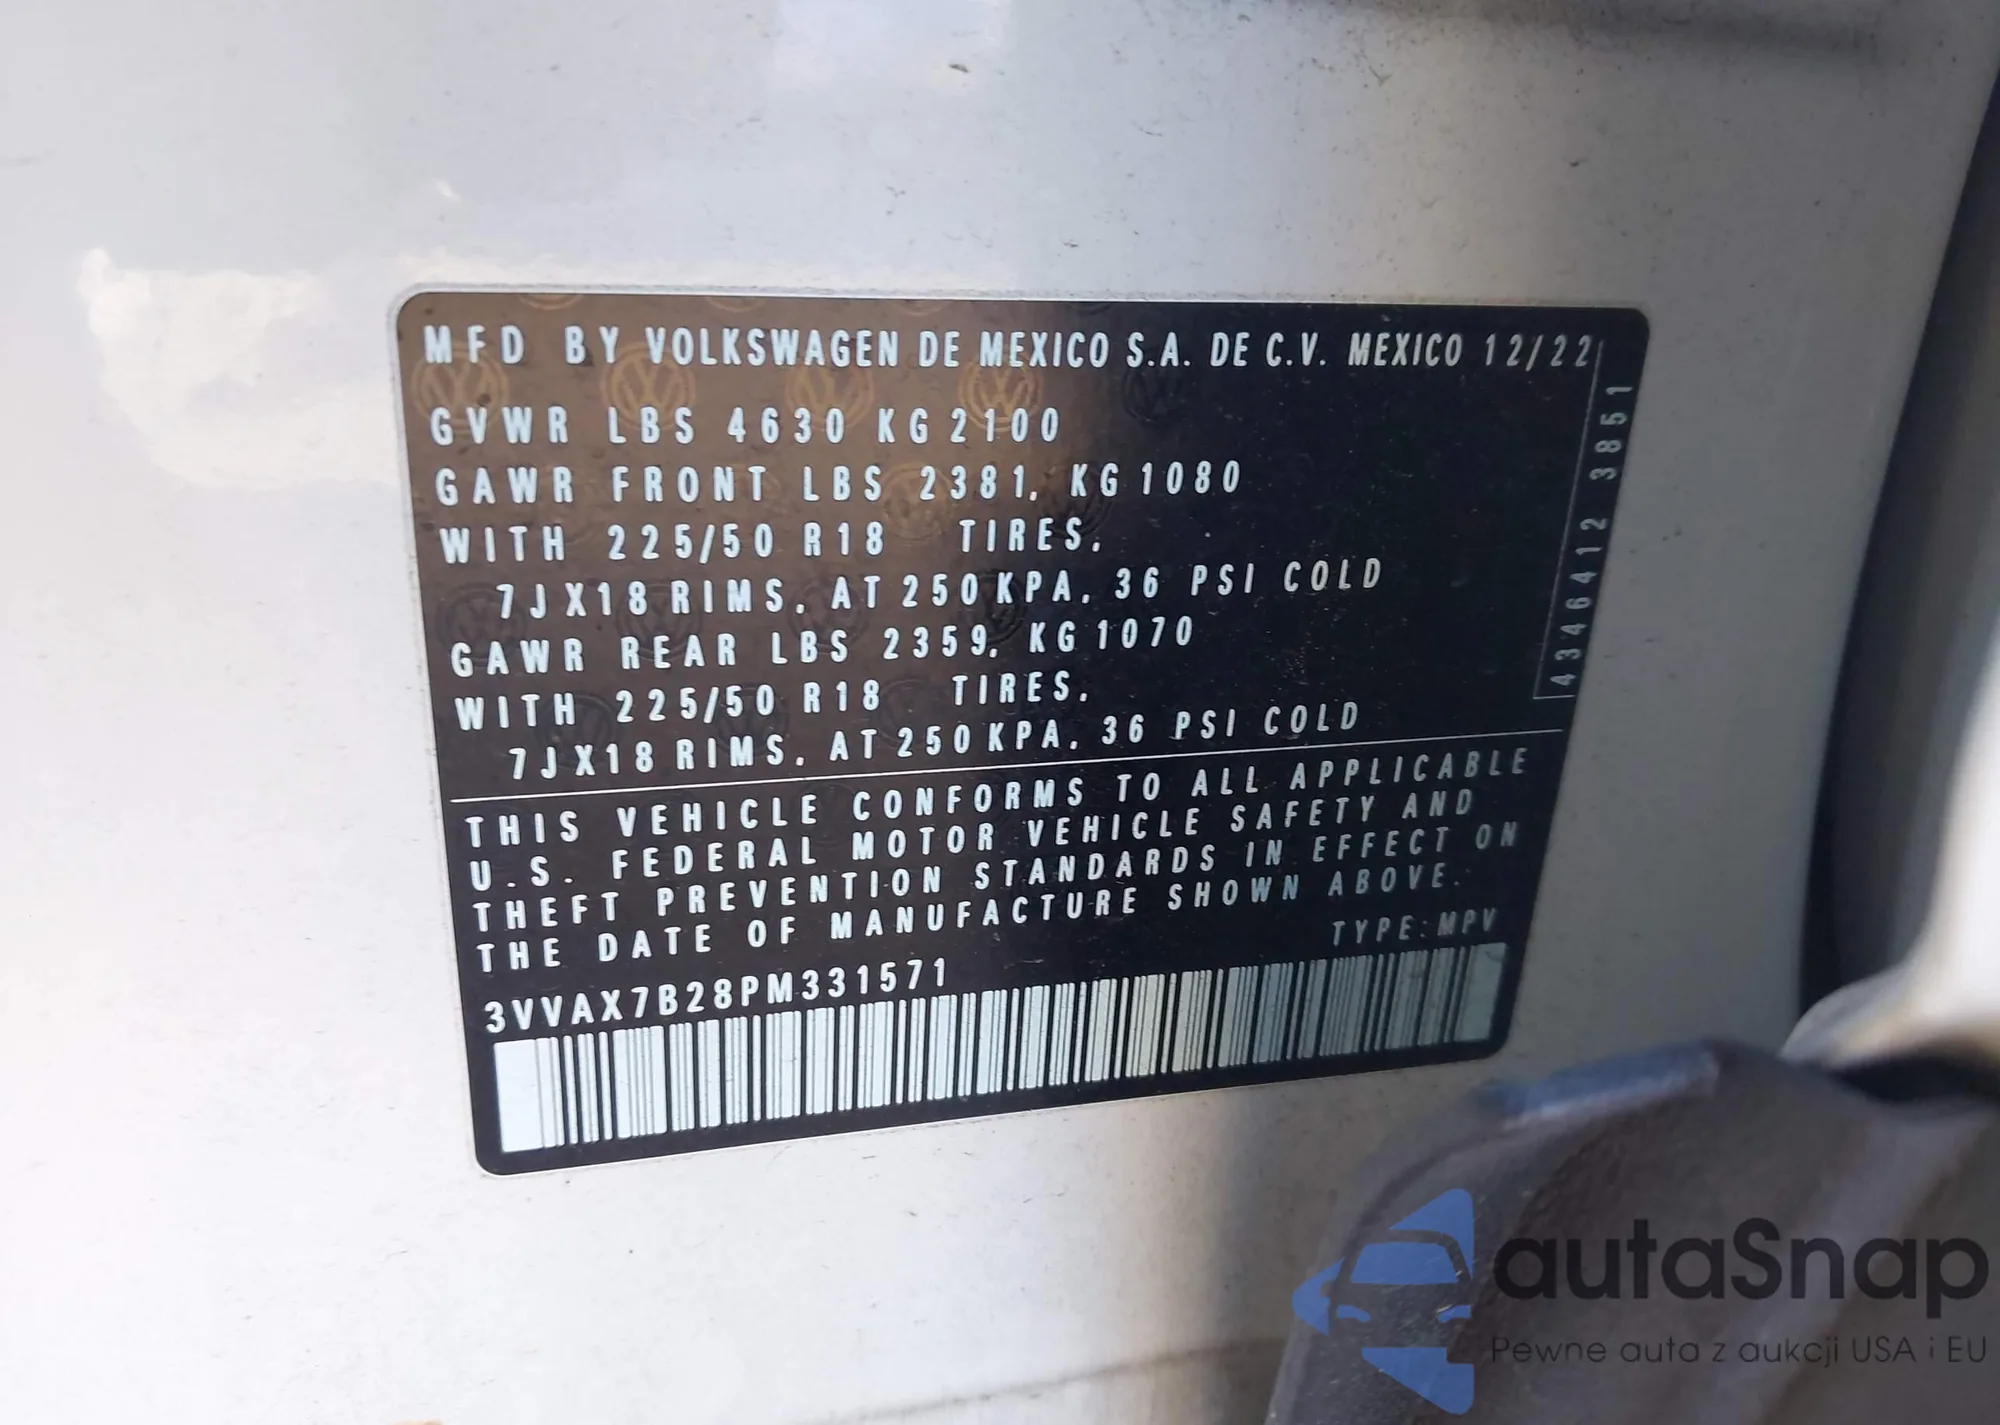 MFD BY VOLKSWAGEN DE MEXICO S.A. DE C.V. MEXICO 12/22
GVWR LBS 4630 KG 2100
GAWR FRONT LBS 2381, KG 1080
WITH 225/50 R18 TIRES,
7JX18 RIMS, AT 250 KPA, 36 PSI COLD
GAWR REAR LBS 2359, KG 1070
WITH 225/50 R18 TIRES,
7JX18 RIMS, AT 250 KPA, 36 PSI COLD
4346412 3851
THIS VEHICLE CONFORMS TO ALL APPLICABLE
U.S. FEDERAL MOTOR VEHICLE SAFETY AND
THEFT PREVENTION STANDARDS IN EFFECT ON
THE DATE OF MANUFACTURE SHOWN ABOVE.
TYPE: MPV
3VVAX7B28PM331571
autaSnap
Pewne auta z aukcji USA i EU